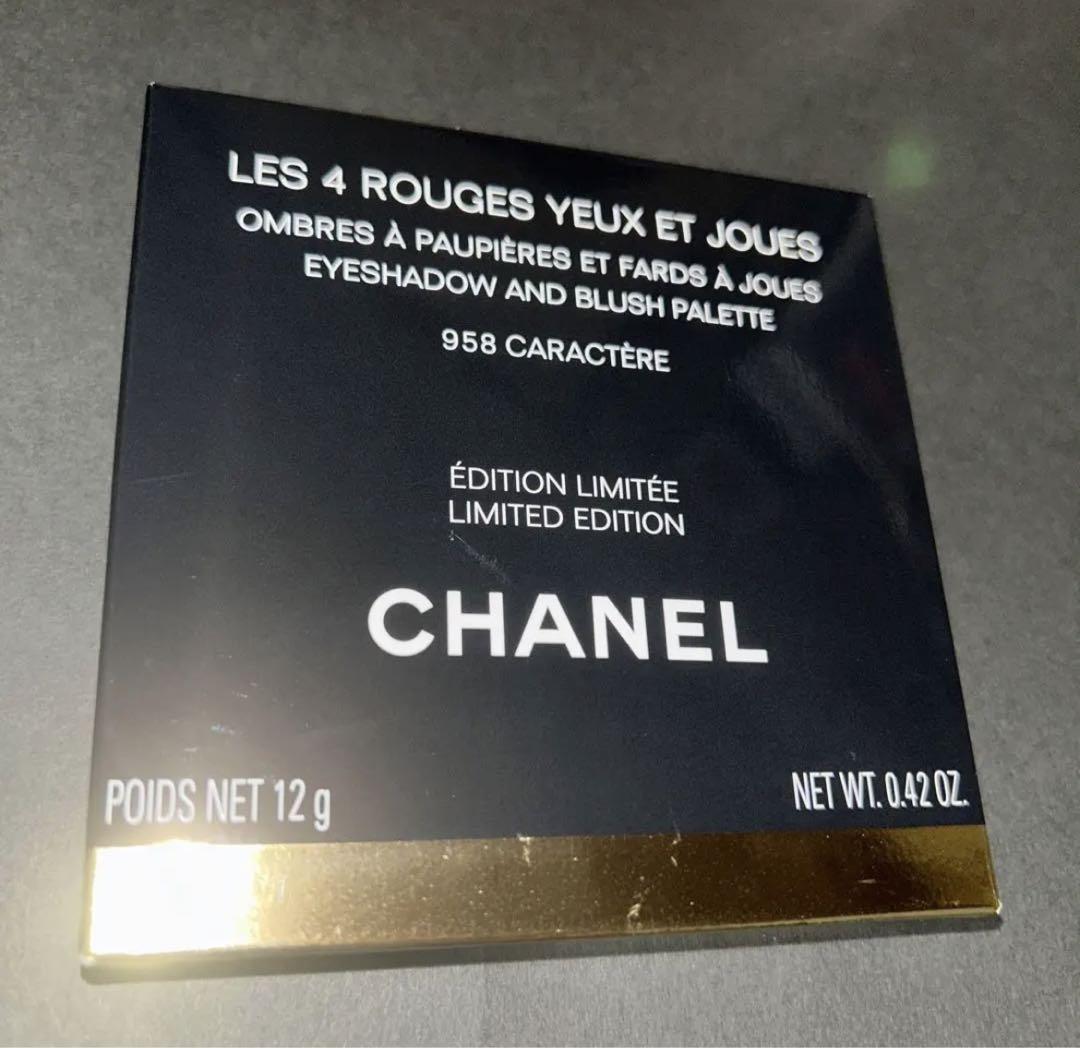 LES 4 ROUGES YEUX ET JOUES
OMBRES À PAUPIÈRES ET FARDS À JOUES
EYESHADOW AND BLUSH PALETTE
958 CARACTÈRE
ÉDITION LIMITÉE
LIMITED EDITION
CHANEL
POIDS NET 12 g
NET WT. 0.42 OZ.